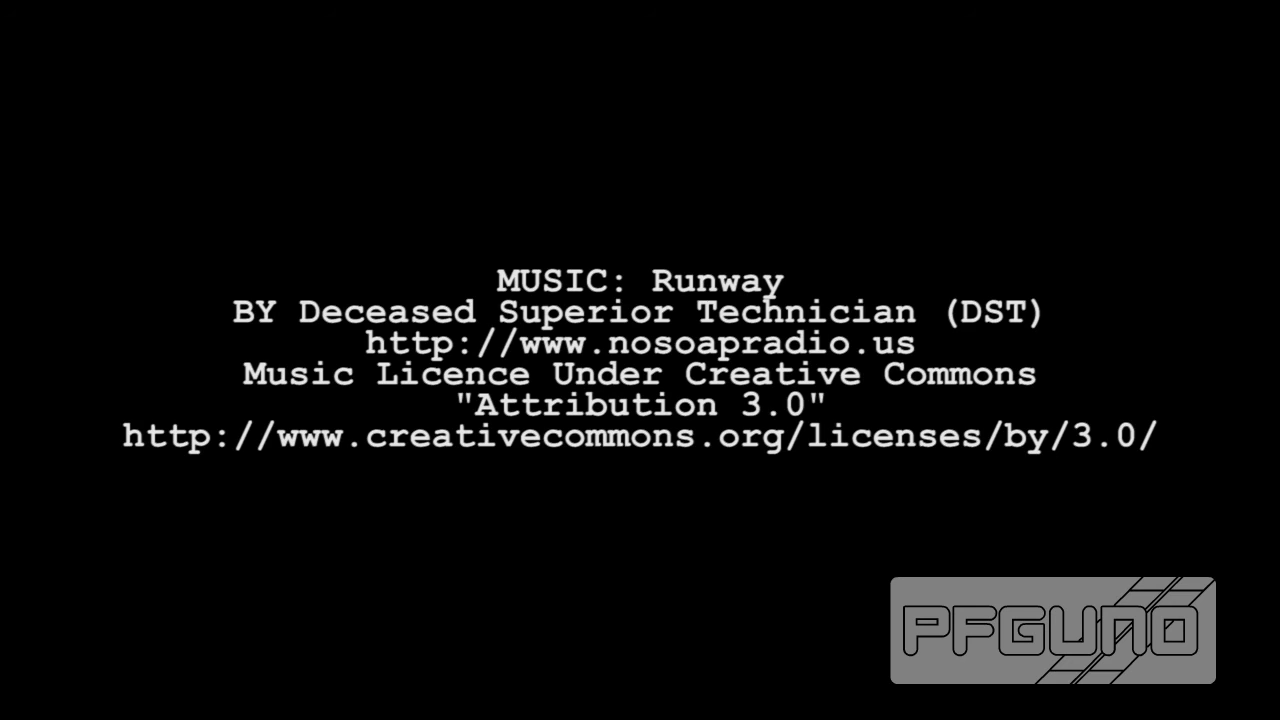 MUSIC: Runway
BY Deceased Superior Technician (DST)
http://www.nosoapradio.us
Music Licence Under Creative Commons
"Attribution 3.0"
http://www.creativecommons.org/licenses/by/3.0/
PFGUNO